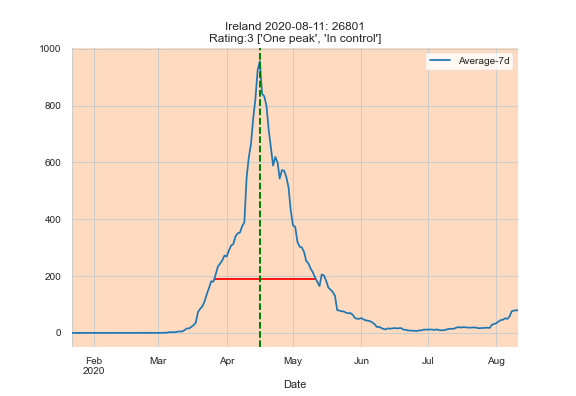 Ireland 2020-08-11: 26801
Rating:3 ['One peak', 'In control']
1000
Average-7d
800
600
400
200
0
Feb Mar Apr May Jun Jul Aug
2020
Date